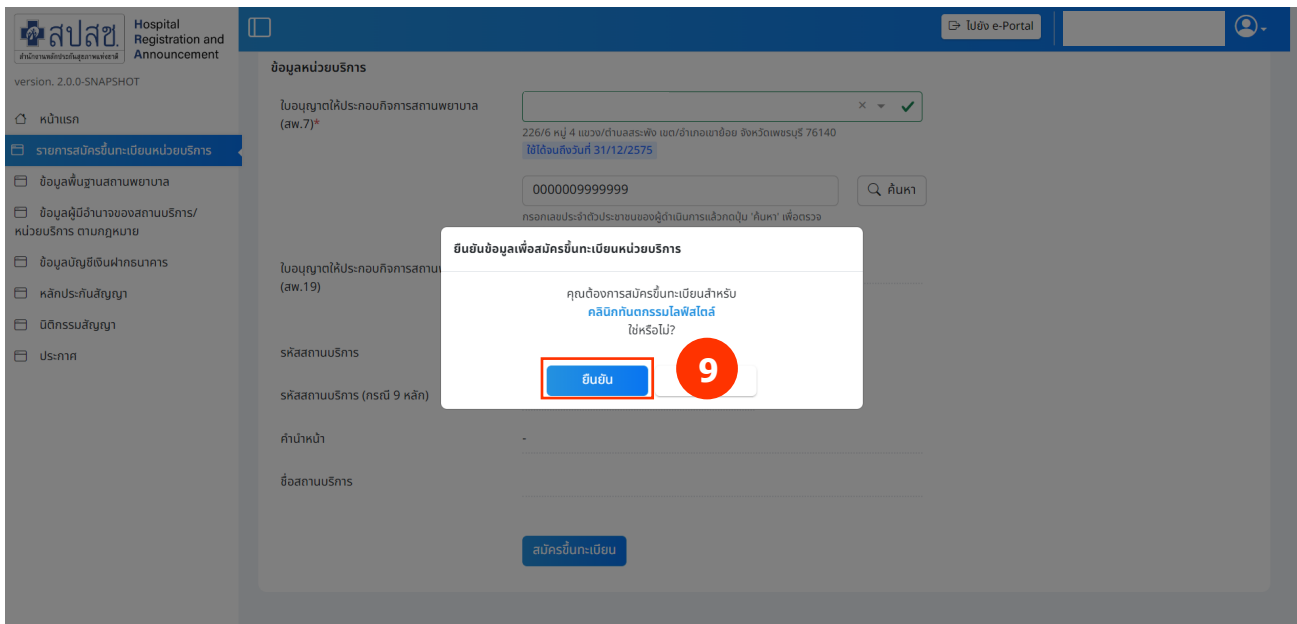 สปสช.
สำนักงานหลักประกันสุขภาพแห่งชาติ
Hospital
Registration and
Announcement
version. 2.0.0-SNAPSHOT
หน้าแรก
รายการสมัครขึ้นทะเบียนหน่วยบริการ
ข้อมูลพื้นฐานสถานพยาบาล
ข้อมูลผู้มีอำนาจของสถานบริการ/
หน่วยบริการ ตามกฎหมาย
ข้อมูลบัญชีเงินฝากธนาคาร
หลักประกันสัญญา
นิติกรรมสัญญา
ประกาศ
ไปยัง e-Portal
ข้อมูลหน่วยบริการ
ใบอนุญาตให้ประกอบกิจการสถานพยาบาล
(สพ.7)*
226/6 หมู่ 4 แขวง/ตำบลสระพัง เขต/อำเภอเขาย้อย จังหวัดเพชรบุรี 76140
ใช้ได้จนถึงวันที่ 31/12/2575
0000009999999
ค้นหา
กรอกเลขประจำตัวประชาชนของผู้ดำเนินการแล้วกดปุ่ม 'ค้นหา' เพื่อตรวจ
ยืนยันข้อมูลเพื่อสมัครขึ้นทะเบียนหน่วยบริการ
คุณต้องการสมัครขึ้นทะเบียนสำหรับ
คลินิกทันตกรรมไลฟ์สไตล์
ใช่หรือไม่?
ยืนยัน
9
ใบอนุญาตให้ประกอบกิจการสถานพ
(สพ.19)
รหัสสถานบริการ
รหัสสถานบริการ (กรณี 9 หลัก)
คำนำหน้า
-
ชื่อสถานบริการ
สมัครขึ้นทะเบียน